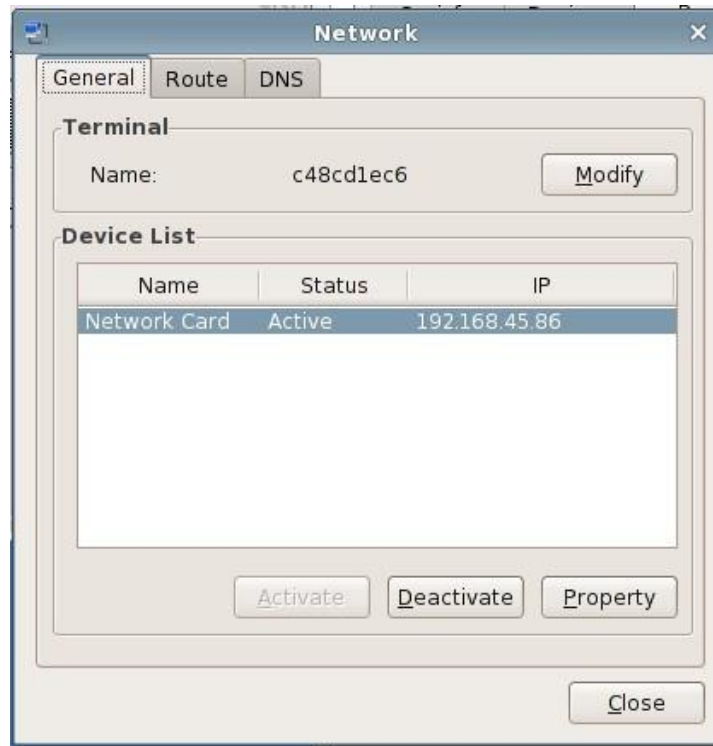 Network
General Route DNS
Terminal
Name: c48cd1ec6 Modify
Device List
Name Status IP
Network Card Active 192.168.45.86
Activate Deactivate Property
Close